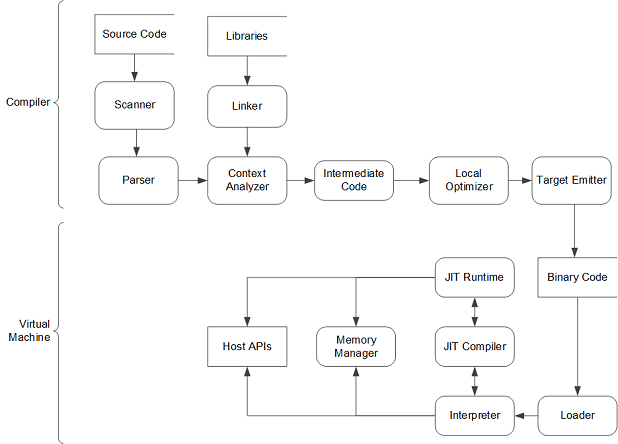 Source Code
Libraries
Compiler
Scanner
Linker
Parser
Context
Analyzer
Intermediate
Code
Local
Optimizer
Target Emitter
JIT Runtime
Binary Code
Virtual
Machine
Host APIs
Memory
Manager
JIT Compiler
Interpreter
Loader